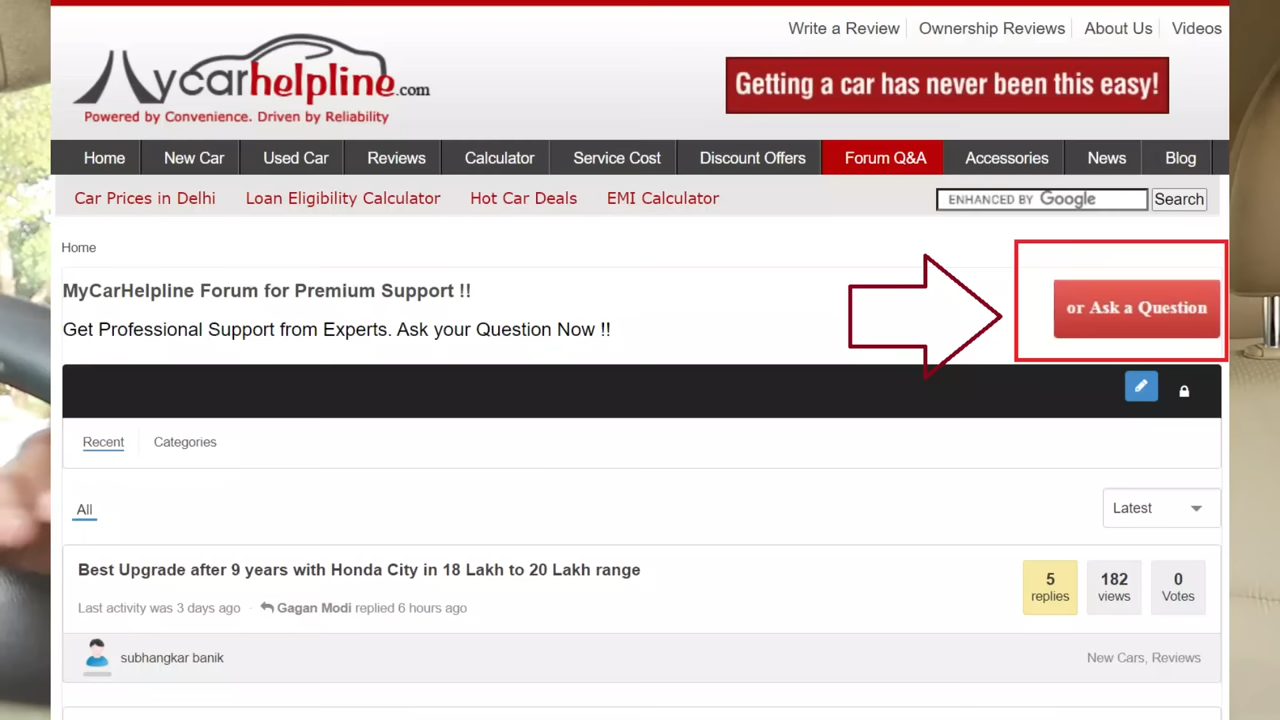 Write a Review
Ownership Reviews
About Us
Videos
Mycarhelpline.com
Powered by Convenience. Driven by Reliability
Getting a car has never been this easy!
Home
New Car
Used Car
Reviews
Calculator
Service Cost
Discount Offers
Forum Q&A
Accessories
News
Blog
Car Prices in Delhi
Loan Eligibility Calculator
Hot Car Deals
EMI Calculator
ENHANCED BY Google
Search
Home
MyCarHelpline Forum for Premium Support !!
or Ask a Question
Get Professional Support from Experts. Ask your Question Now !!
Recent
Categories
All
Latest
Best Upgrade after 9 years with Honda City in 18 Lakh to 20 Lakh range
Last activity was 3 days ago · Gagan Modi replied 6 hours ago
5 replies
182 views
0 Votes
subhangkar banik
New Cars, Reviews